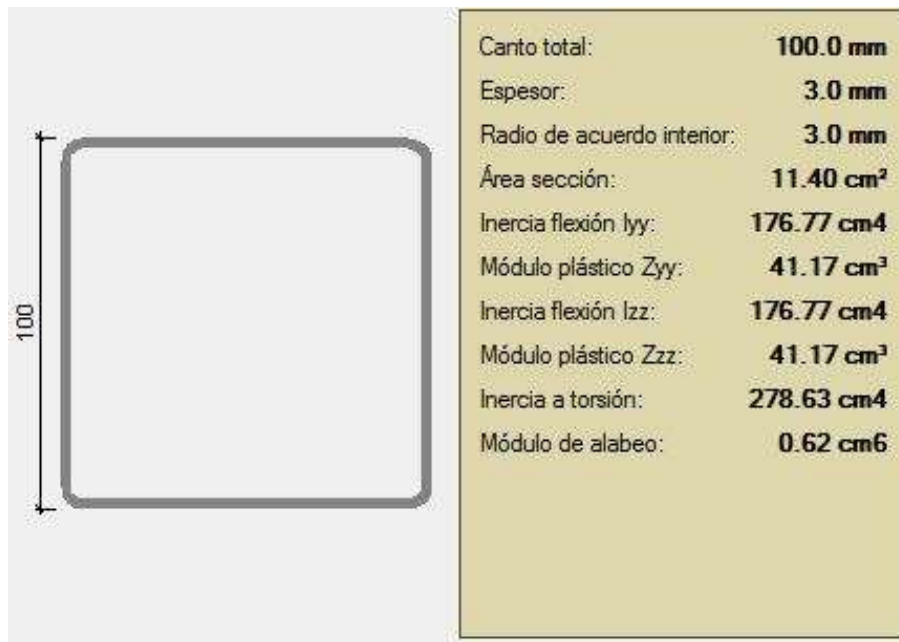 100
Canto total: 100.0 mm
Espesor: 3.0 mm
Radio de acuerdo interior: 3.0 mm
Área sección: 11.40 cm²
Inercia flexión Iyy: 176.77 cm4
Módulo plástico Zyy: 41.17 cm³
Inercia flexión Izz: 176.77 cm4
Módulo plástico Zzz: 41.17 cm³
Inercia a torsión: 278.63 cm4
Módulo de alabeo: 0.62 cm6